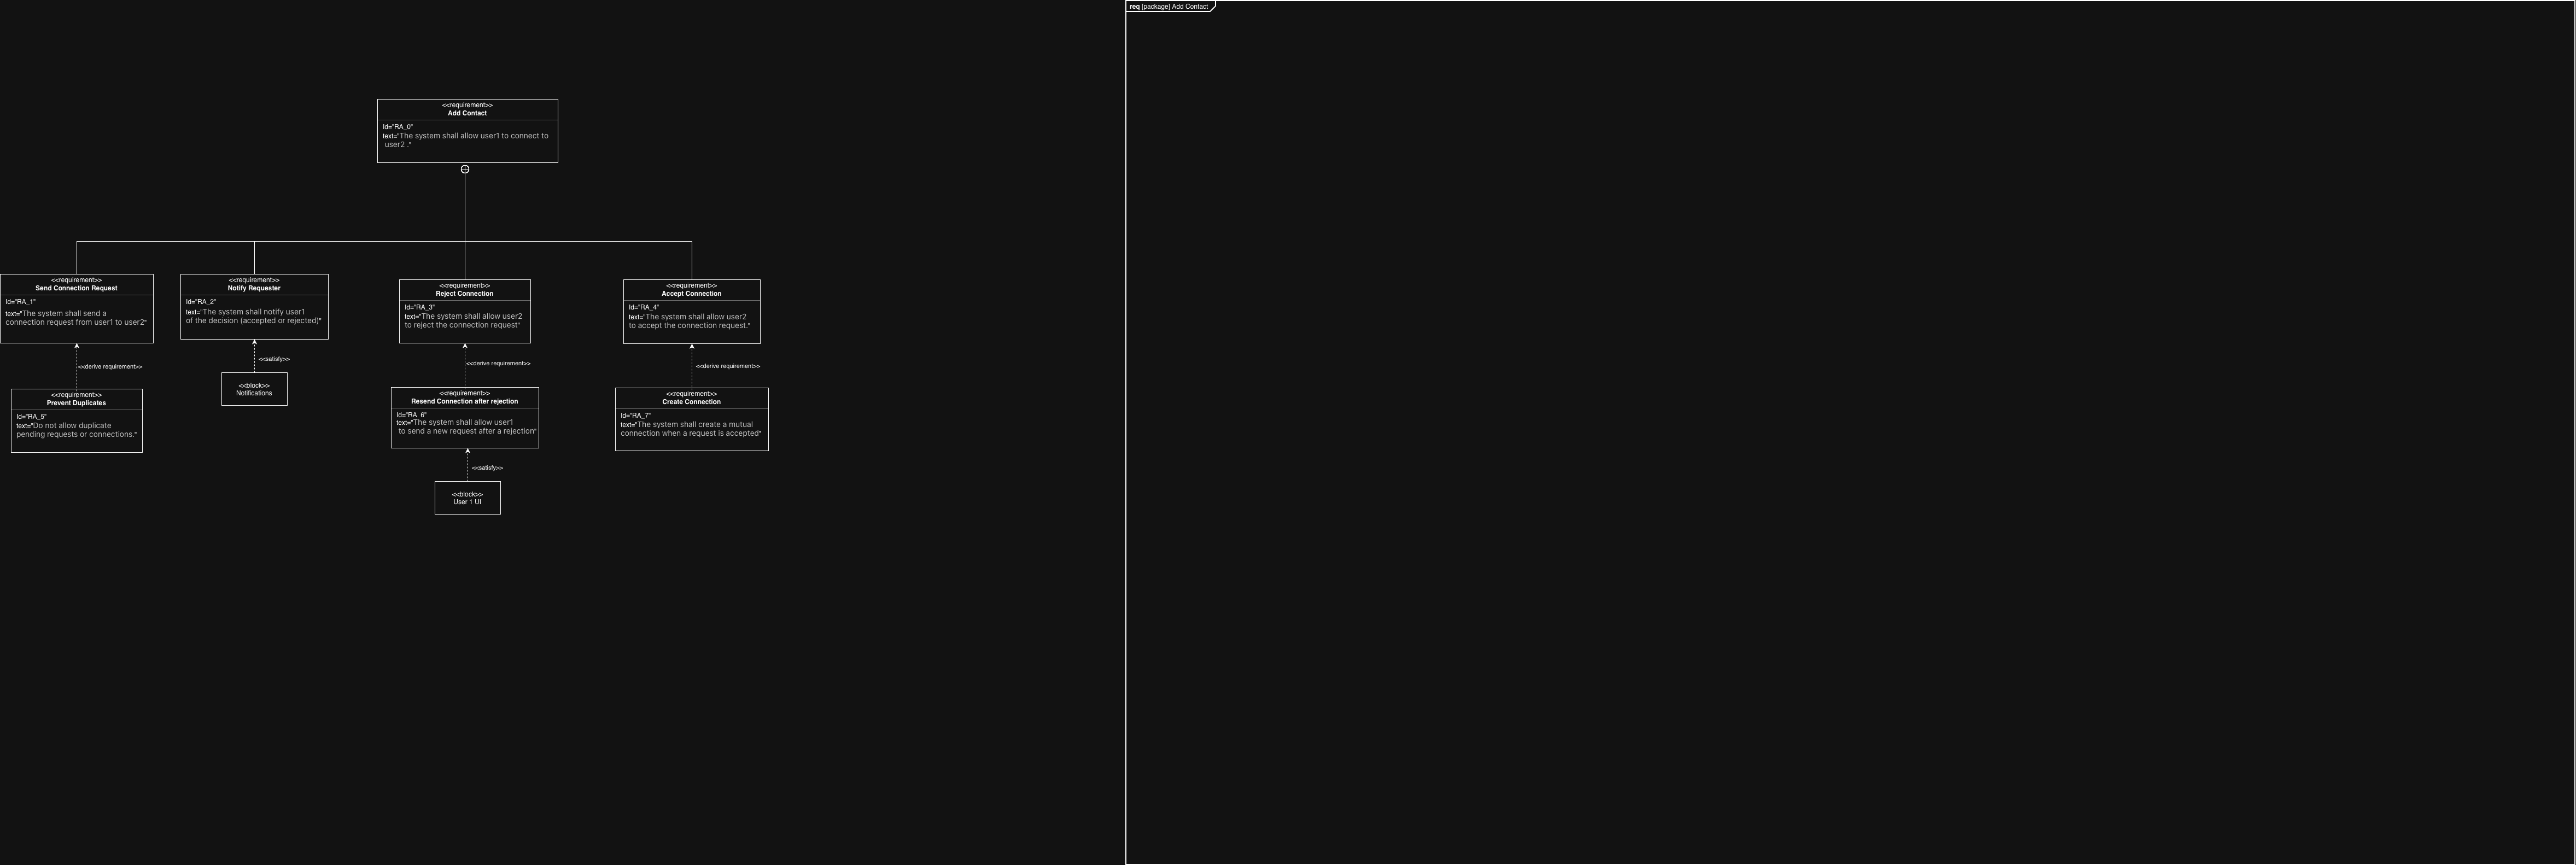 req [package] Add Contact
<<requirement>>
Add Contact
Id="RA_0"
text="The system shall allow user1 to connect to
user2 ."
<<requirement>>
Send Connection Request
Id="RA_1"
text="The system shall send a
connection request from user1 to user2"
<<requirement>>
Notify Requester
Id="RA_2"
text="The system shall notify user1
of the decision (accepted or rejected)"
<<requirement>>
Reject Connection
Id="RA_3"
text="The system shall allow user2
to reject the connection request"
<<requirement>>
Accept Connection
Id="RA_4"
text="The system shall allow user2
to accept the connection request."
<<derive requirement>>
<<satisfy>>
<<derive requirement>>
<<derive requirement>>
<<requirement>>
Prevent Duplicates
Id="RA_5"
text="Do not allow duplicate
pending requests or connections."
<<block>>
Notifications
<<requirement>>
Resend Connection after rejection
Id="RA_6"
text="The system shall allow user1
to send a new request after a rejection"
<<requirement>>
Create Connection
Id="RA_7"
text="The system shall create a mutual
connection when a request is accepted"
<<satisfy>>
<<block>>
User 1 UI